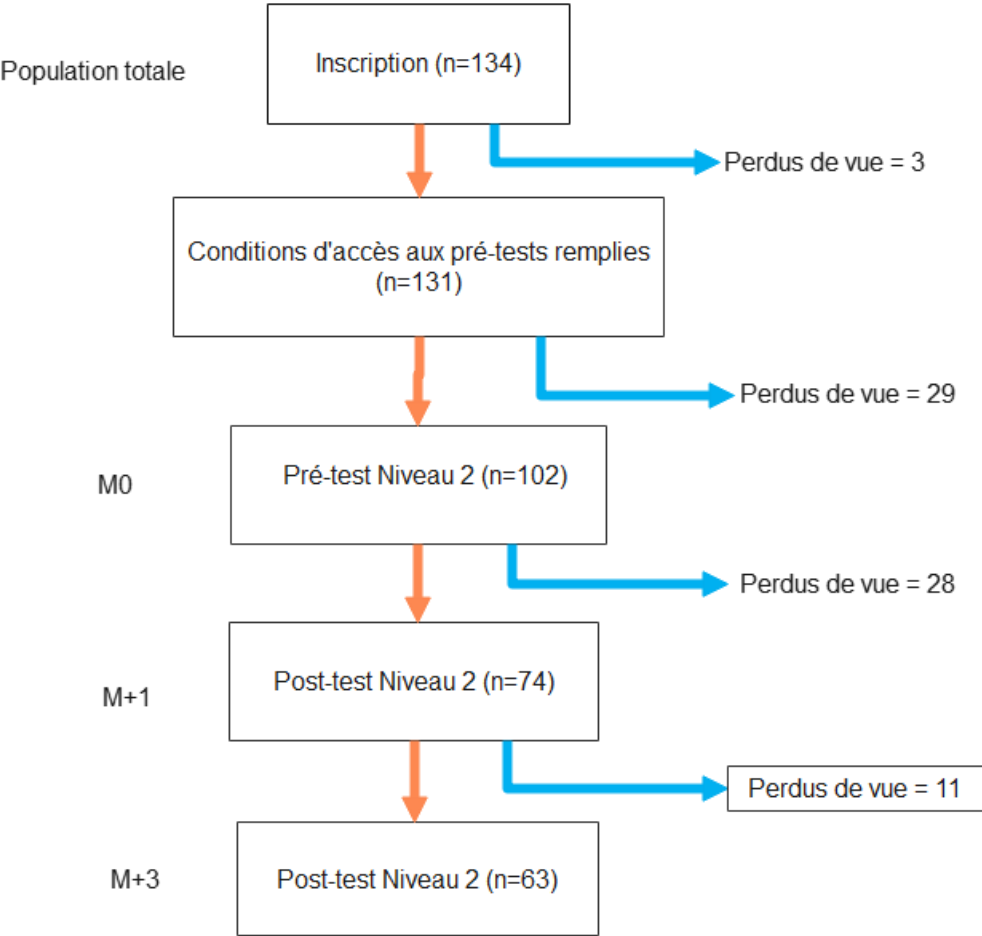 Population totale
Inscription (n=134)
Perdus de vue = 3
Conditions d'accès aux pré-tests remplies
(n=131)
Perdus de vue = 29
M0
Pré-test Niveau 2 (n=102)
Perdus de vue = 28
M+1
Post-test Niveau 2 (n=74)
Perdus de vue = 11
M+3
Post-test Niveau 2 (n=63)